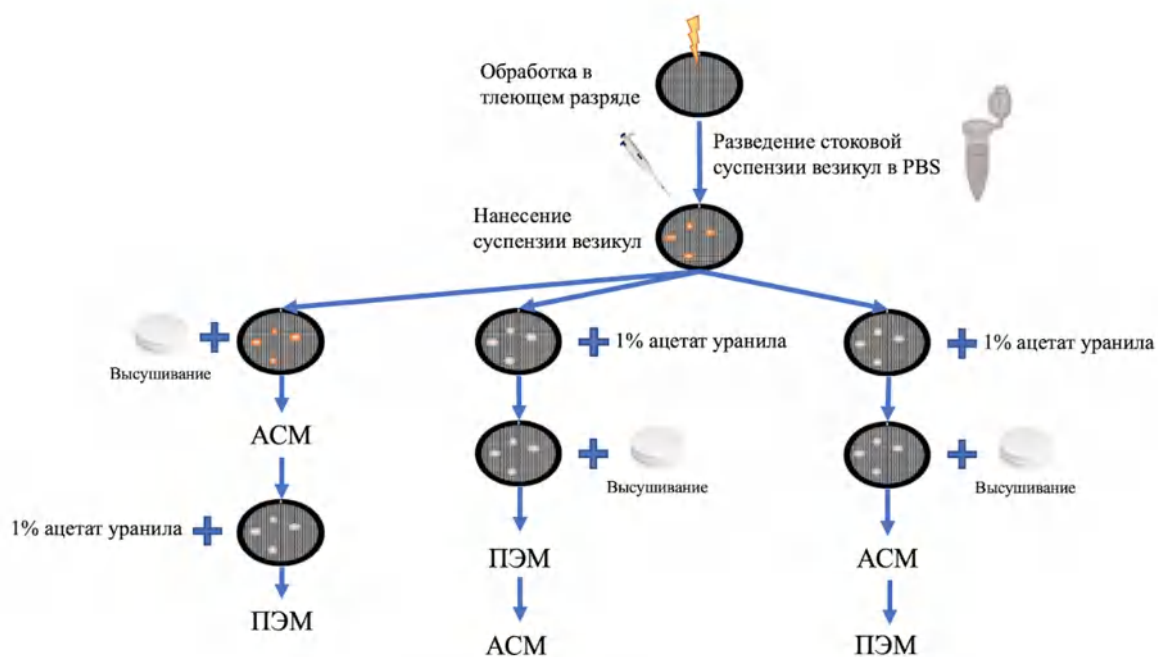 Обработка в
тлеющем разряде
Разведение стоковой
суспензии везикул в PBS
Нанесение
суспензии везикул
Высушивание
1% ацетат уранила
1% ацетат уранила
АСМ
Высушивание
Высушивание
1% ацетат уранила
ПЭМ
АСМ
ПЭМ
АСМ
ПЭМ